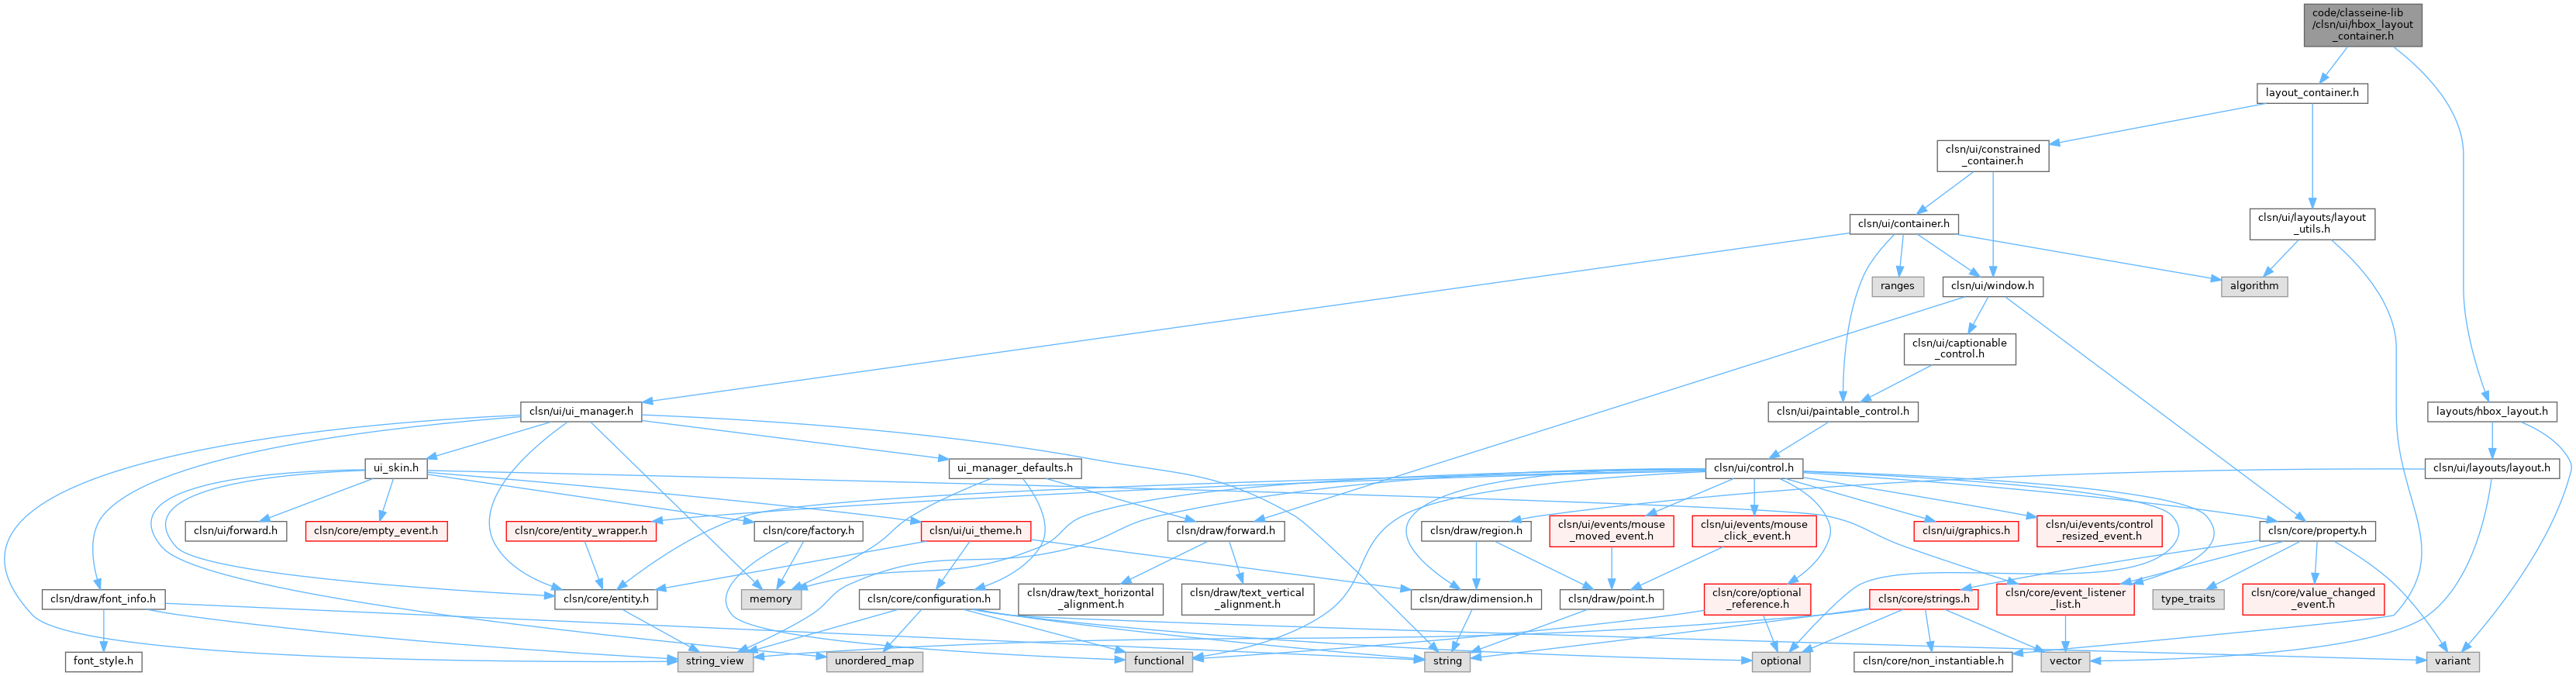 code/classeine-lib
/clsn/ui/hbox_layout
_container.h
layout_container.h
clsn/ui/constrained
_container.h
clsn/ui/container.h
clsn/ui/layouts/layout
_utils.h
ranges
clsn/ui/window.h
algorithm
clsn/ui/captionable
_control.h
clsn/ui/ui_manager.h
clsn/ui/paintable_control.h
layouts/hbox_layout.h
ui_skin.h
ui_manager_defaults.h
clsn/ui/control.h
clsn/ui/layouts/layout.h
clsn/ui/forward.h
clsn/core/empty_event.h
clsn/core/entity_wrapper.h
clsn/core/factory.h
clsn/ui/ui_theme.h
clsn/draw/forward.h
clsn/draw/region.h
clsn/ui/events/mouse
_moved_event.h
clsn/ui/events/mouse
_click_event.h
clsn/ui/graphics.h
clsn/ui/events/control
_resized_event.h
clsn/core/property.h
clsn/draw/font_info.h
clsn/core/entity.h
memory
clsn/core/configuration.h
clsn/draw/text_horizontal
_alignment.h
clsn/draw/text_vertical
_alignment.h
clsn/draw/dimension.h
clsn/draw/point.h
clsn/core/optional
_reference.h
clsn/core/strings.h
clsn/core/event_listener
_list.h
type_traits
clsn/core/value_changed
_event.h
font_style.h
string_view
unordered_map
functional
string
optional
clsn/core/non_instantiable.h
vector
variant